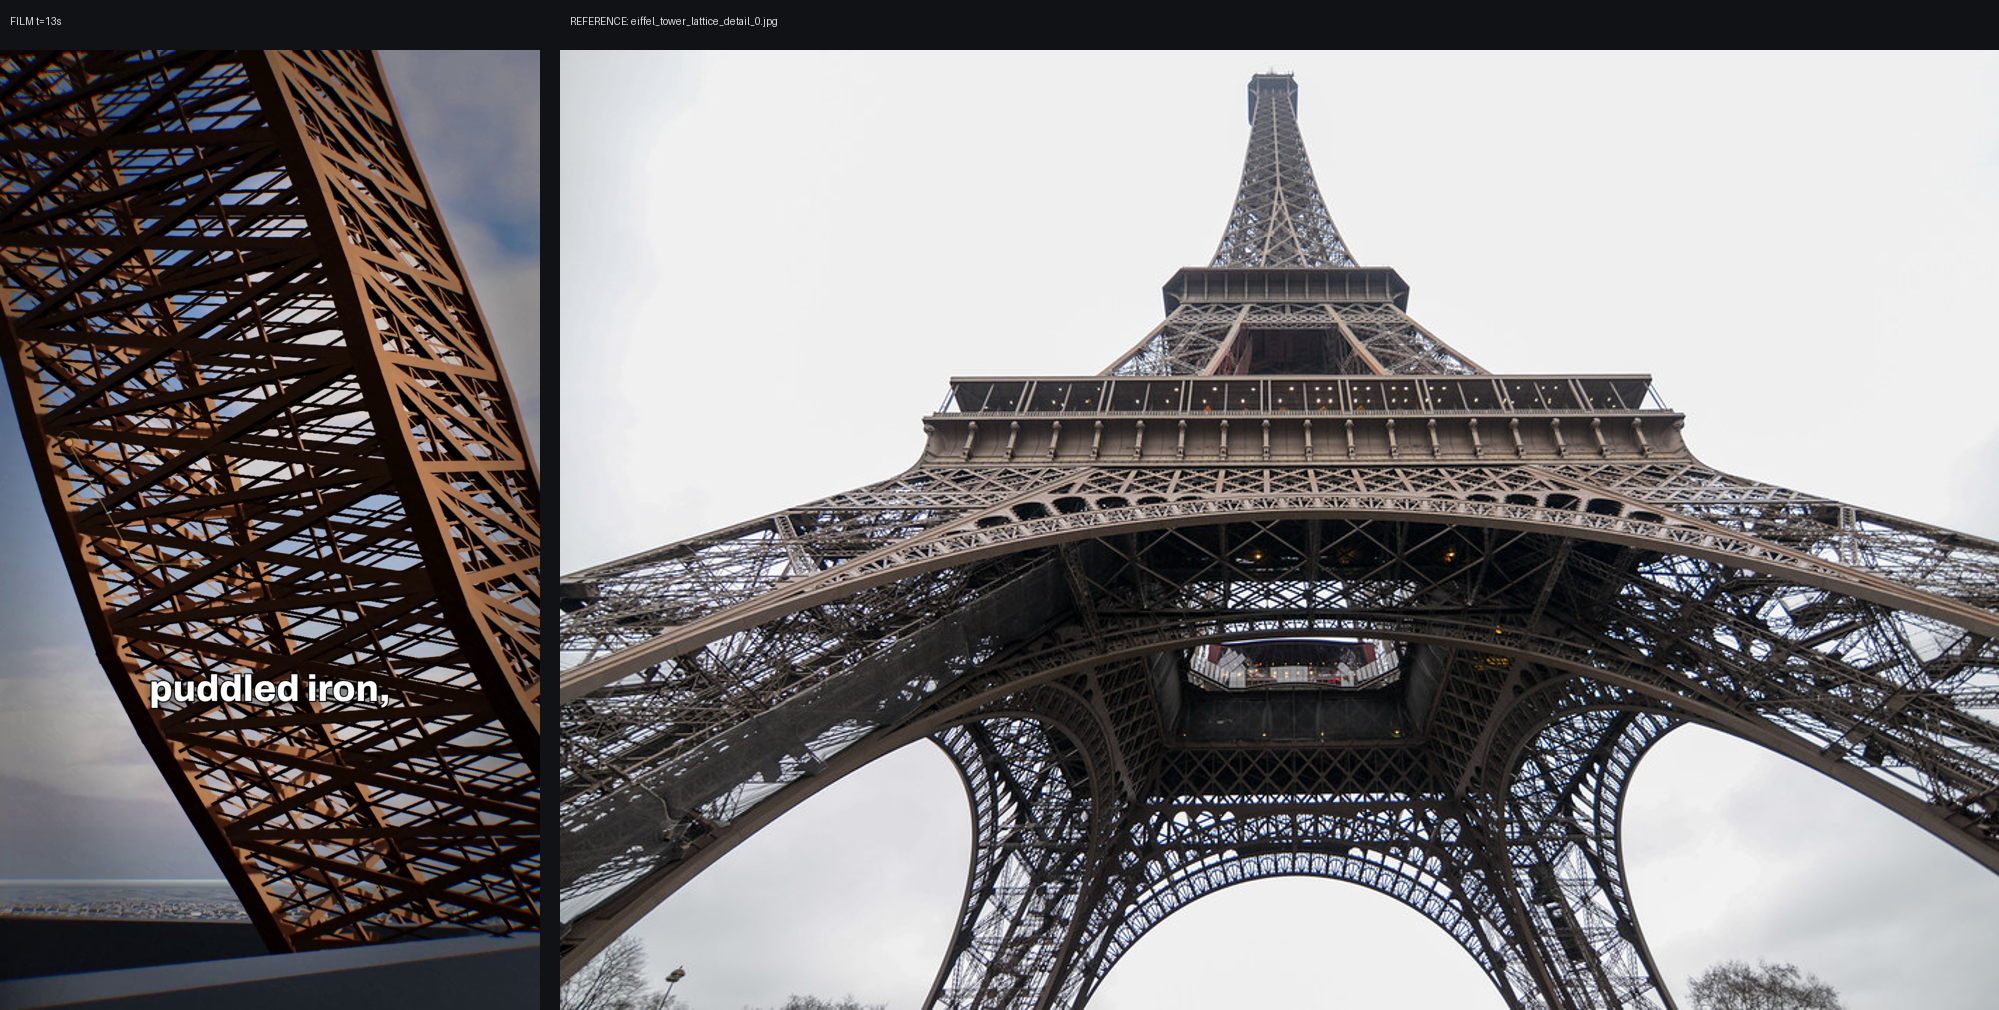 FILM t=13s
REFERENCE: eiffel_tower_lattice_detail_0.jpg
puddled iron,